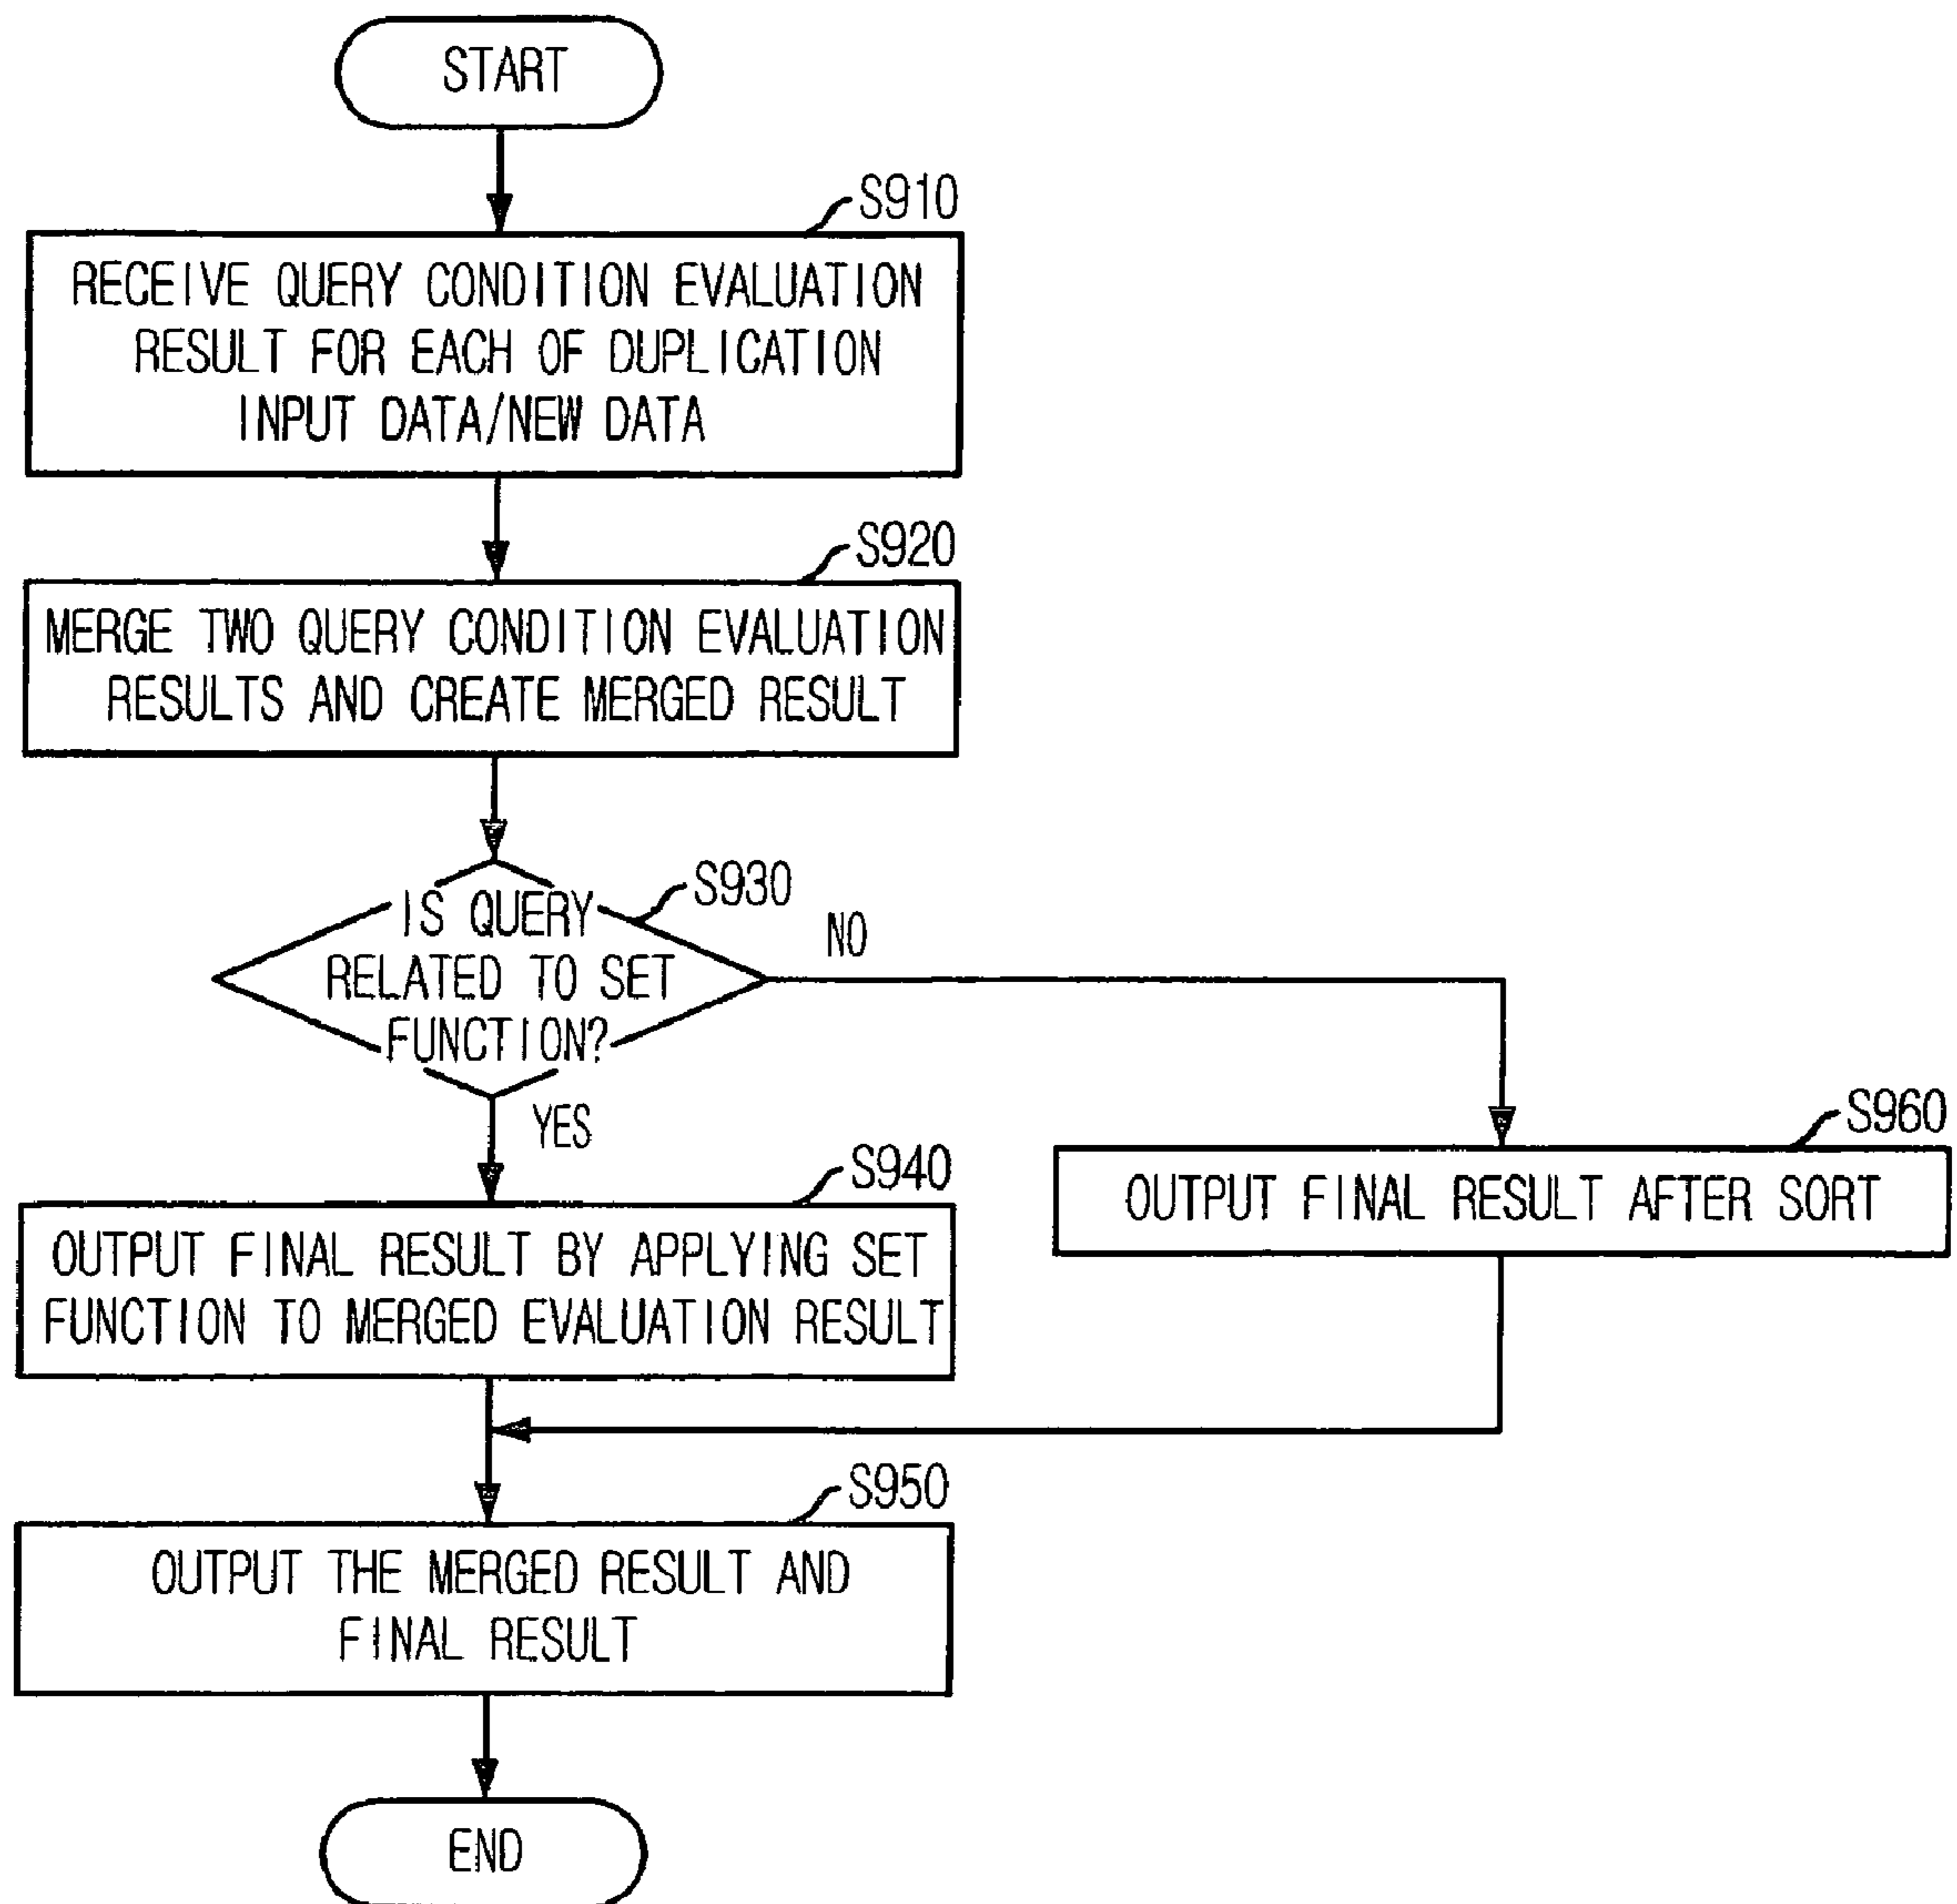 START
S910
RECEIVE QUERY CONDITION EVALUATION
RESULT FOR EACH OF DUPLICATION
INPUT DATA/NEW DATA
S920
MERGE TWO QUERY CONDITION EVALUATION
RESULTS AND CREATE MERGED RESULT
S930
IS QUERY
RELATED TO SET
FUNCTION?
NO
YES
S940
OUTPUT FINAL RESULT BY APPLYING SET
FUNCTION TO MERGED EVALUATION RESULT
S960
OUTPUT FINAL RESULT AFTER SORT
S950
OUTPUT THE MERGED RESULT AND
FINAL RESULT
END